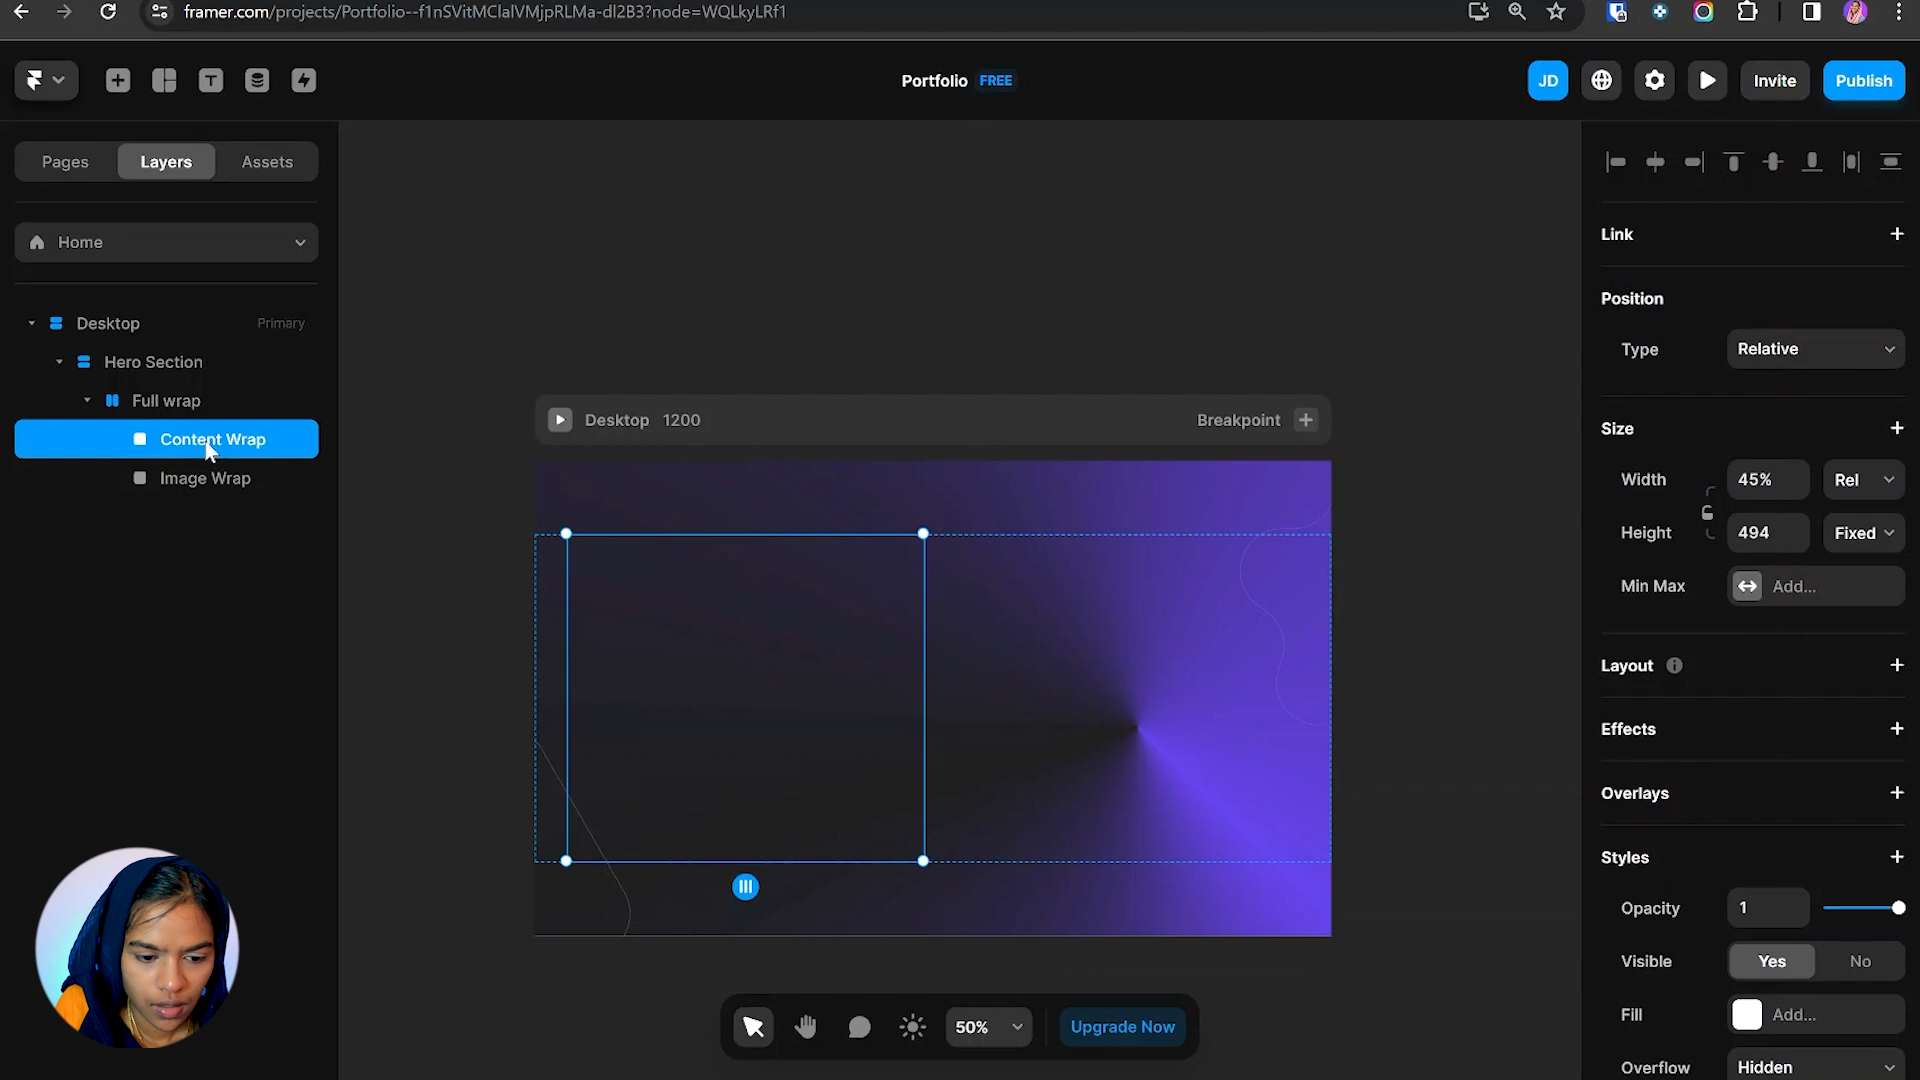 framer.com/projects/Portfolio--f1nSVitMClalVMjpRLMa-dl2B3?node=WQLkyLRf1
Portfolio FREE
JD
Invite
Publish
Pages
Layers
Assets
Home
Desktop
Primary
Hero Section
Full wrap
Content Wrap
Image Wrap
Desktop 1200
Breakpoint
50%
Upgrade Now
Link
Position
Type
Relative
Size
Width
45%
Rel
Height
494
Fixed
Min Max
Add...
Layout
Effects
Overlays
Styles
Opacity
1
Visible
Yes
No
Fill
Add...
Overflow
Hidden